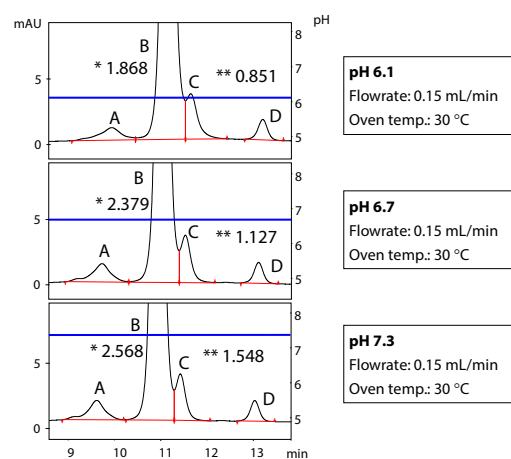 mAU
pH
B
8
* 1.868
** 0.851
C
7
5
6
A
D
5
0
pH 6.1
Flowrate: 0.15 mL/min
Oven temp.: 30 °C
B
8
* 2.379
7
5
C
** 1.127
A
6
D
0
5
pH 6.7
Flowrate: 0.15 mL/min
Oven temp.: 30 °C
B
8
7
* 2.568
** 1.548
5
C
6
A
D
0
5
pH 7.3
Flowrate: 0.15 mL/min
Oven temp.: 30 °C
9 10 11 12 13 min